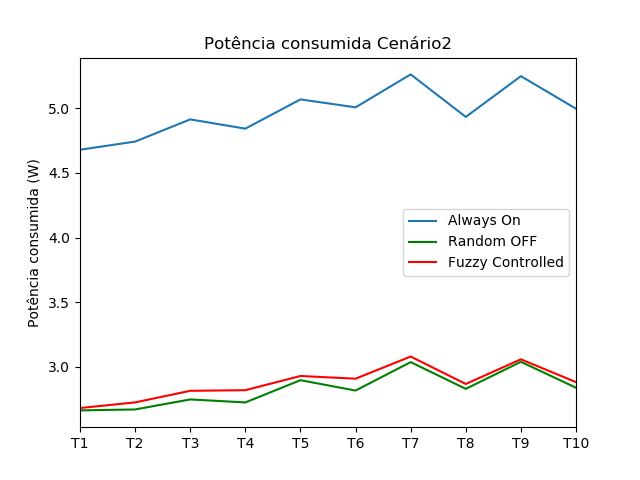 Potência consumida Cenário2
Potência consumida (W)
5.0
4.5
4.0
3.5
3.0
Always On
Random OFF
Fuzzy Controlled
T1 T2 T3 T4 T5 T6 T7 T8 T9 T10